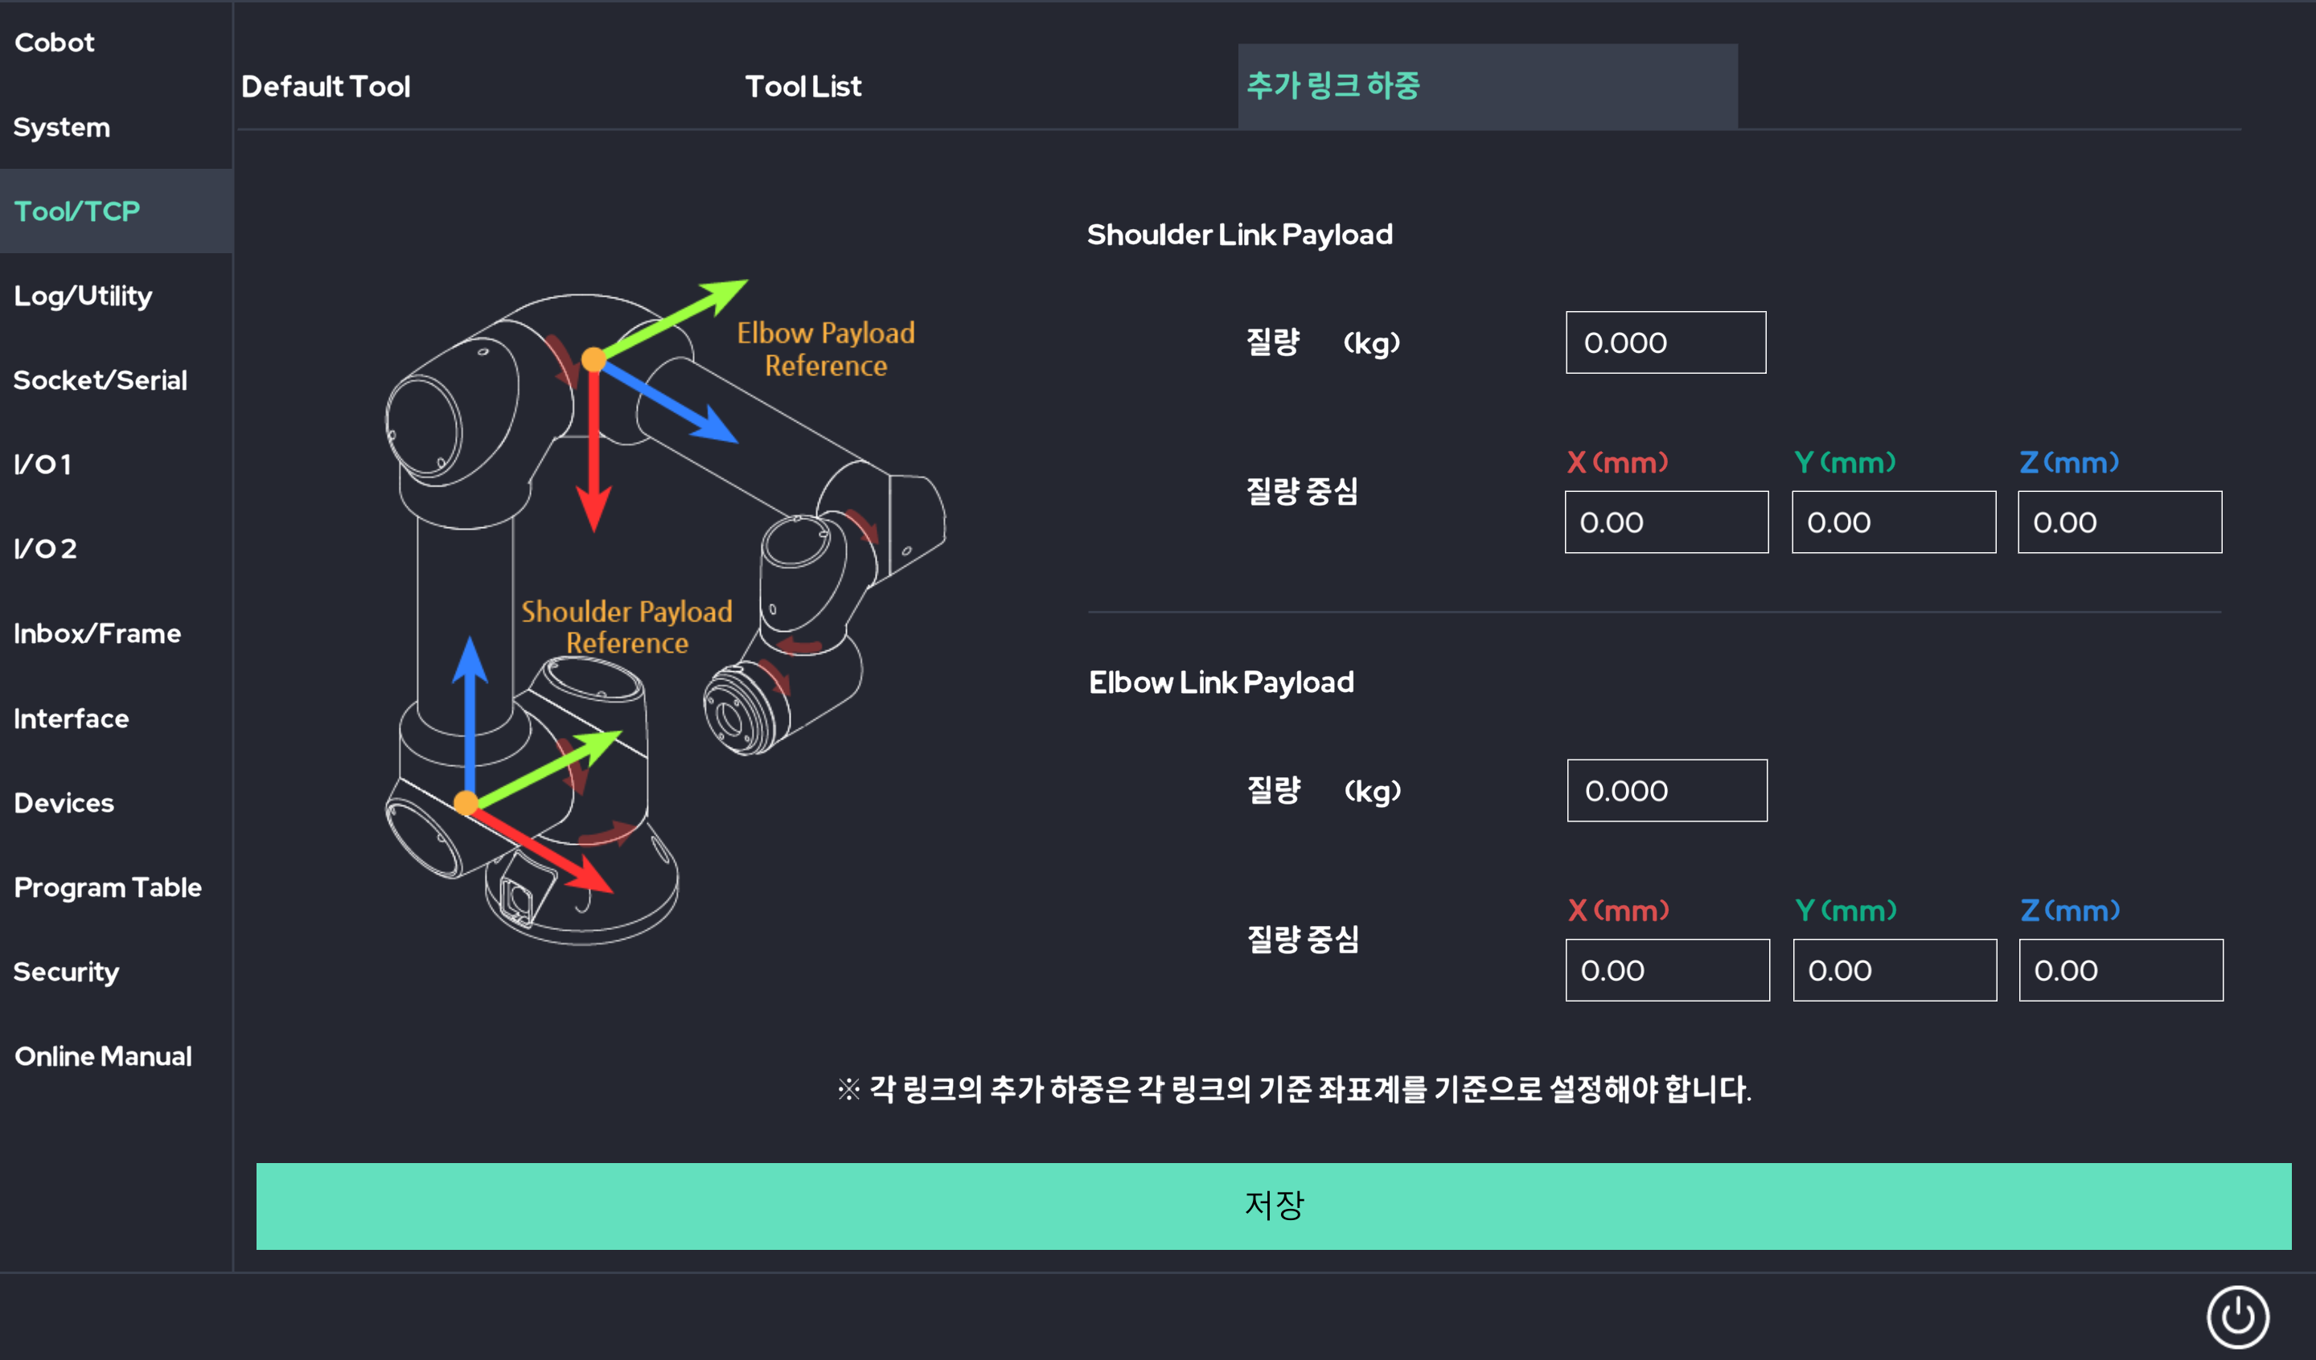 Cobot
System
Tool/TCP
Log/Utility
Socket/Serial
I/O 1
I/O 2
Inbox/Frame
Interface
Devices
Program Table
Security
Online Manual
Default Tool
Tool List
추가 링크 하중
Elbow Payload
Reference
Shoulder Payload
Reference
Shoulder Link Payload
질량 (kg)
0.000
X (mm) Y (mm) Z (mm)
질량 중심
0.00 0.00 0.00
Elbow Link Payload
질량 (kg)
0.000
X (mm) Y (mm) Z (mm)
질량 중심
0.00 0.00 0.00
※ 각 링크의 추가 하중은 각 링크의 기준 좌표계를 기준으로 설정해야 합니다.
저장